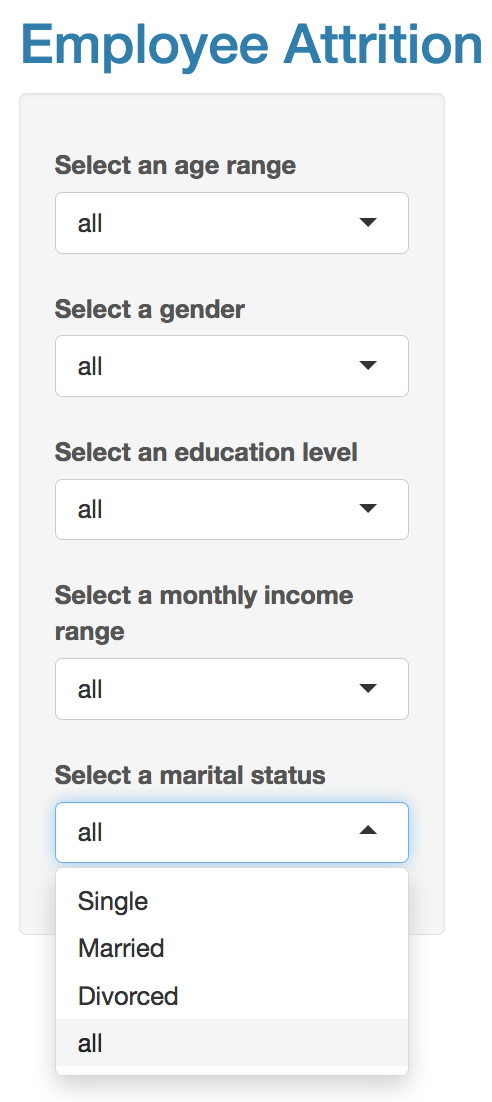 Employee Attrition
Select an age range
all
Select a gender
all
Select an education level
all
Select a monthly income
range
all
Select a marital status
all
Single
Married
Divorced
all